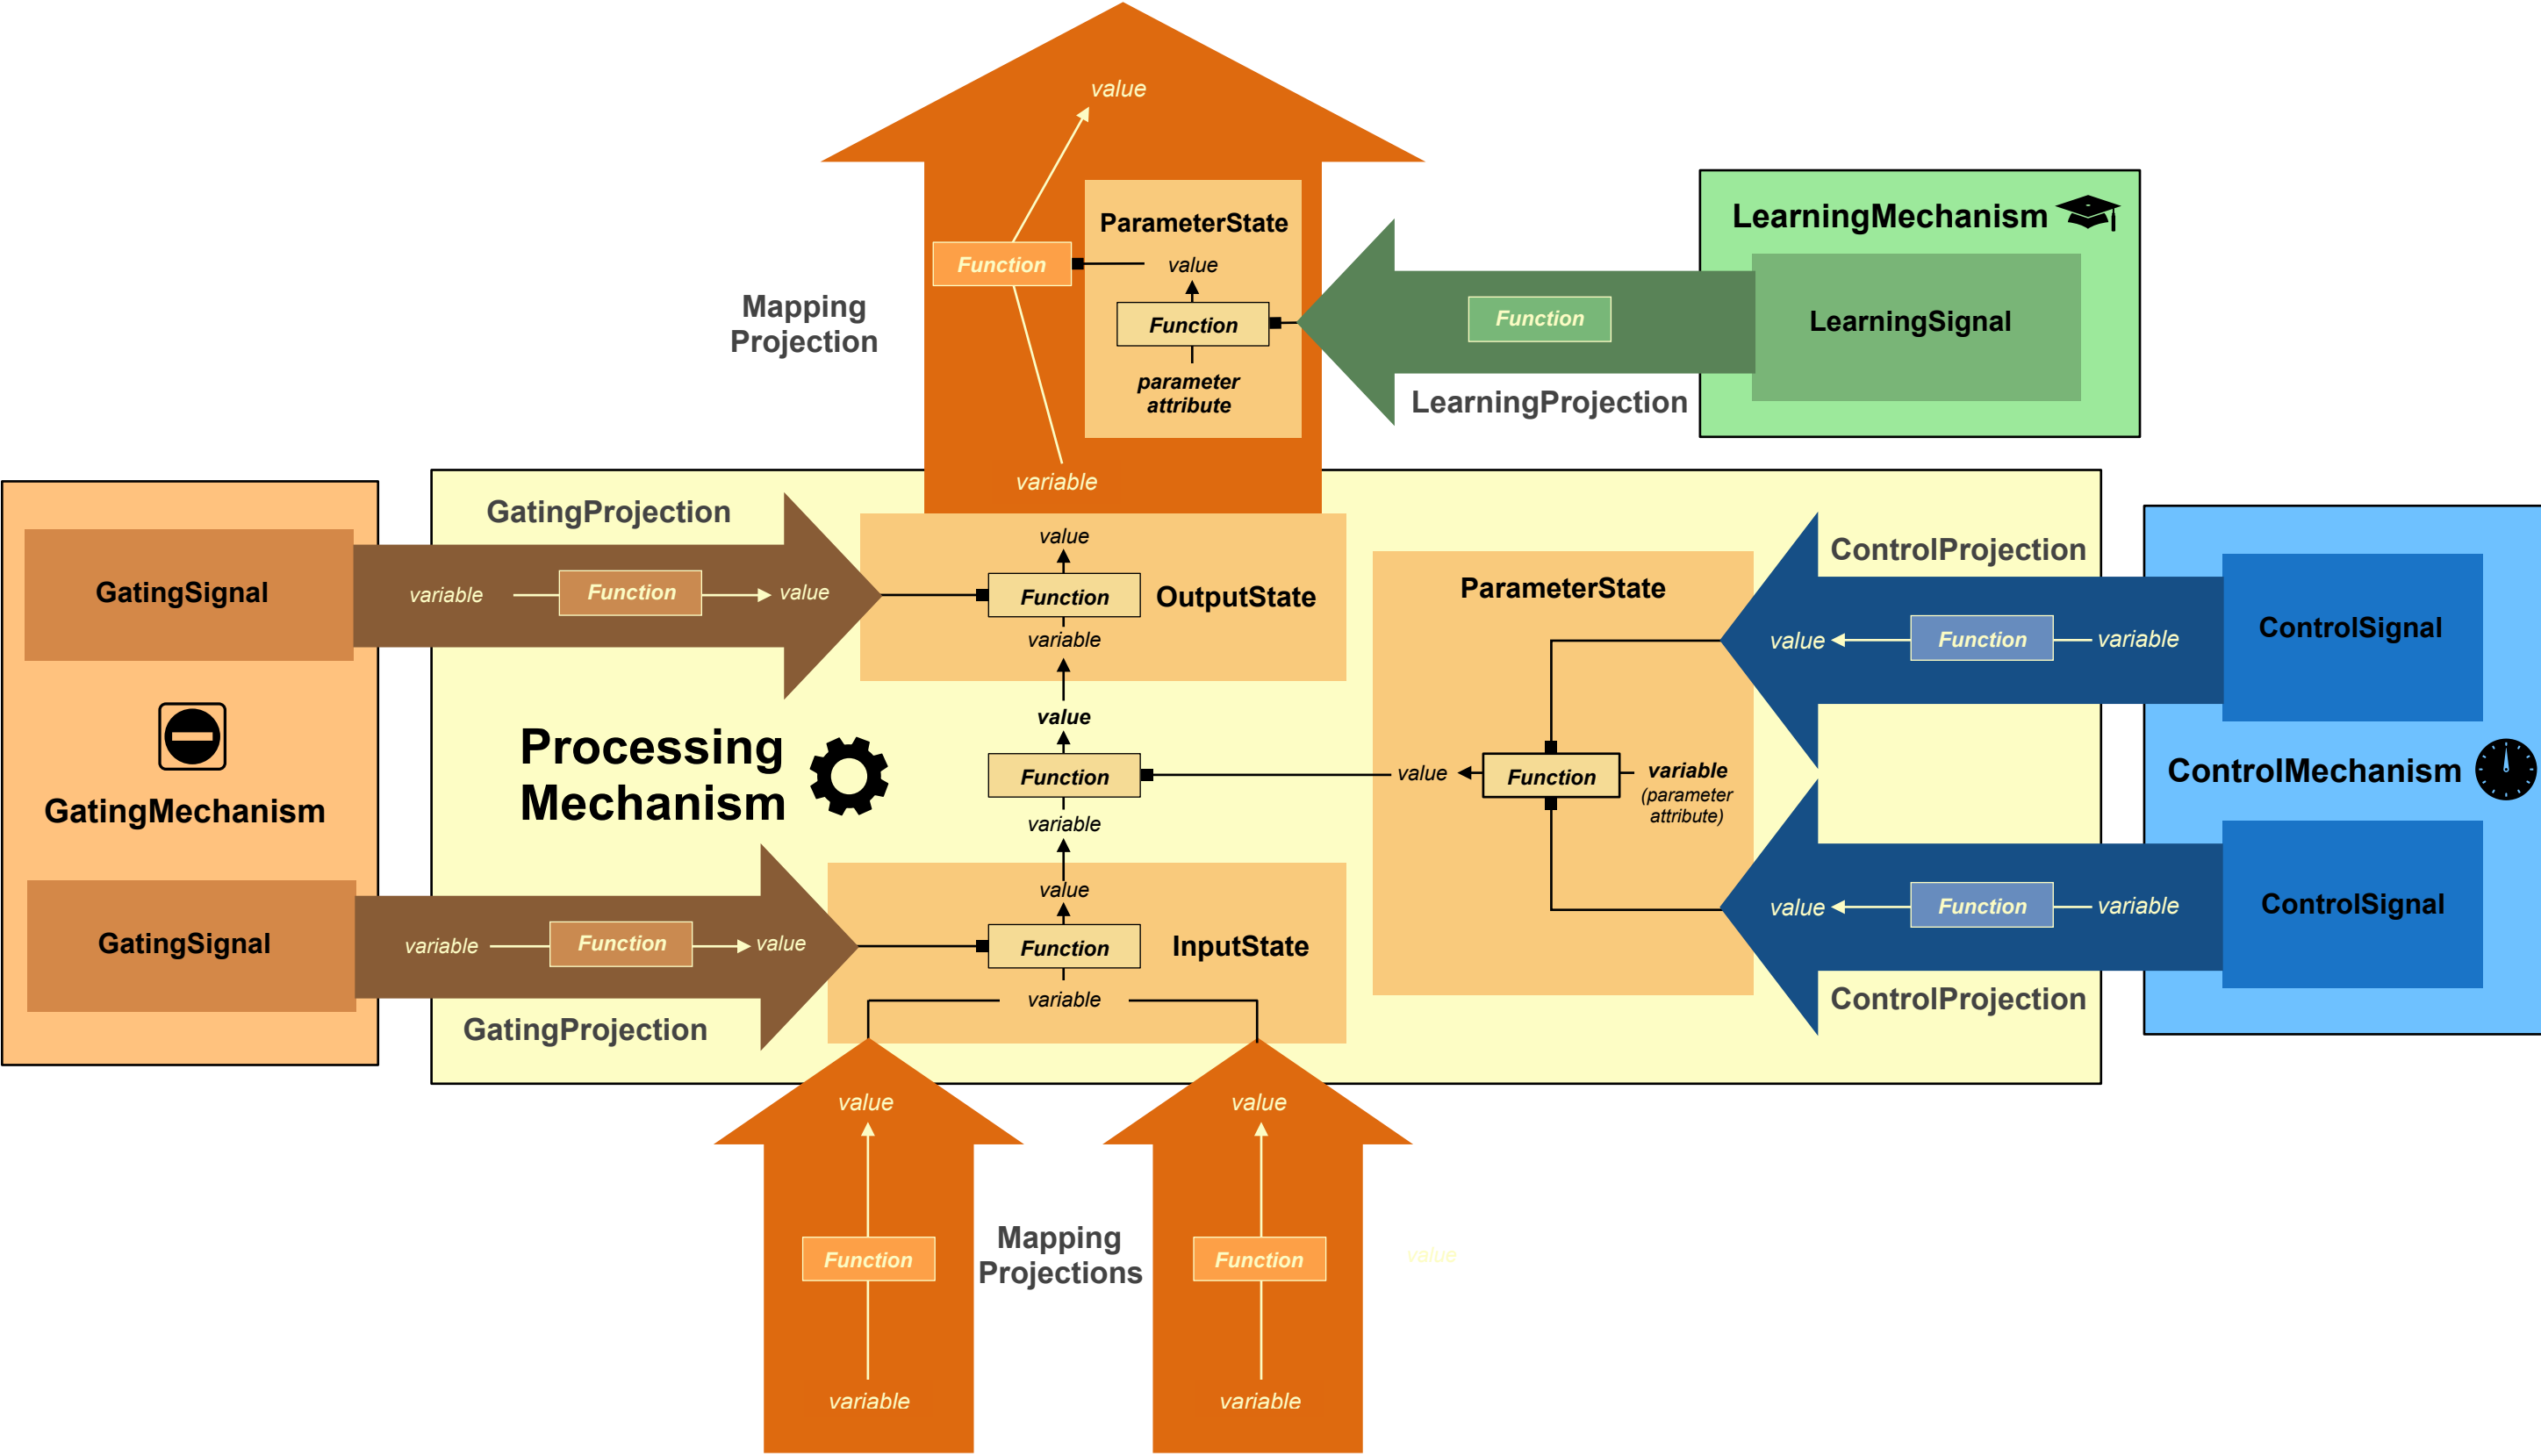 value
ParameterState
Function
value
Function
parameter
attribute
variable
Mapping
Projection
LearningMechanism
LearningSignal
Function
LearningProjection
GatingProjection
GatingSignal
variable
Function
value
value
Function
variable
OutputState
GatingMechanism
Processing
Mechanism
value
Function
variable
ParameterState
value
Function
variable
(parameter
attribute)
ControlProjection
value
Function
variable
ControlSignal
ControlMechanism
value
Function
variable
ControlSignal
ControlProjection
GatingSignal
variable
Function
value
GatingProjection
value
Function
variable
InputState
value
Function
variable
Mapping
Projections
value
Function
variable
value